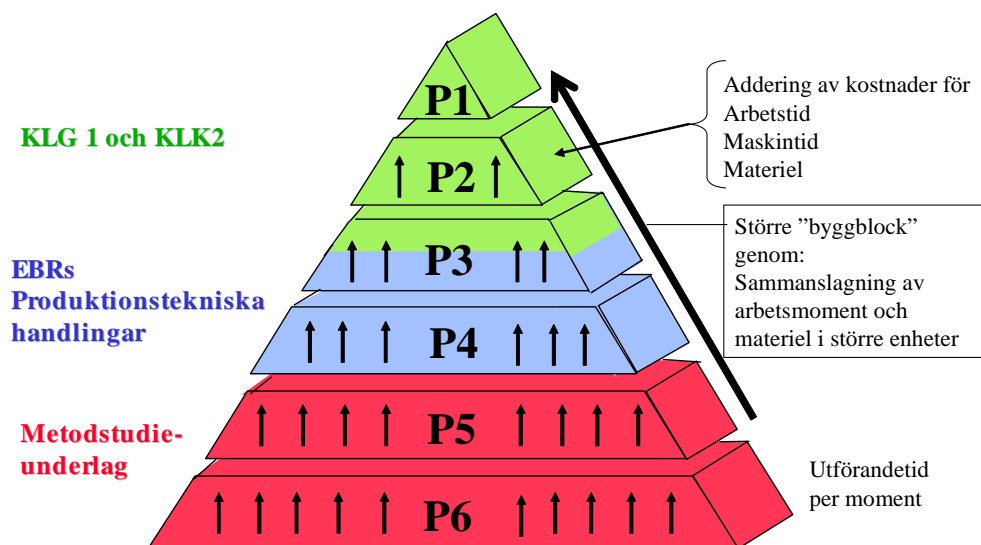 P1
Addering av kostnader för
Arbetstid
Maskintid
Materiel
KLG 1 och KLK2
P2
Större ”byggblock”
genom:
Sammanslagning av
arbetsmoment och
materiel i större enheter
P3
EBRs
Produktionstekniska
handlingar
P4
Metodstudie-
underlag
P5
Utförandetid
per moment
P6